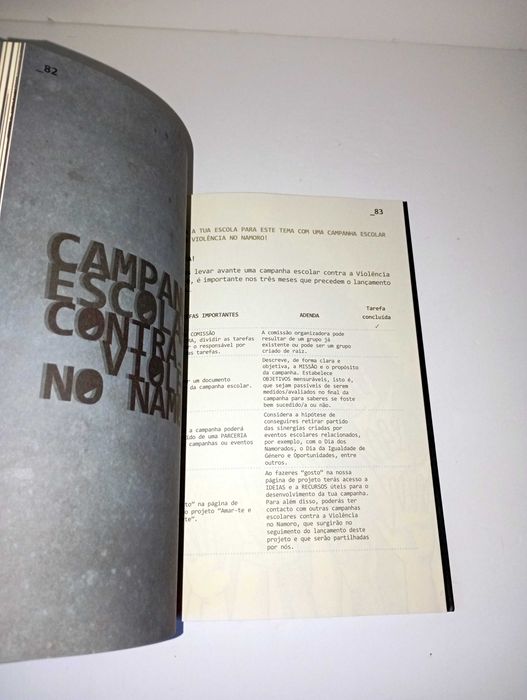 _82
CAMPAN
ESCOLA
CONTRA
VIOL
NO NAM
_83
A TUA ESCOLA PARA ESTE TEMA COM UMA CAMPANHA ESCOLAR
VIOLÊNCIA NO NAMORO!
levar avante uma campanha escolar contra a Violência
, é importante nos três meses que precedem o lançamento
FAS IMPORTANTES
ADENDA
Tarefa
concluída
✓
COMISSÃO
RA, dividir as tarefas
r o responsável por
as tarefas.
A comissão organizadora pode
resultar de um grupo já
existente ou pode ser um grupo
criado de raiz.
r um documento
da campanha escolar.
Descreve, de forma clara e
objetiva, a MISSÃO e o propósito
da campanha. Estabelece
OBJETIVOS mensuráveis, isto é,
que sejam passíveis de serem
medidos/avaliados no final da
campanha para saberes se foste
bem sucedido/a ou não.
a campanha poderá
ido de uma PARCERIA
campanhas ou eventos
Considera a hipótese de
conseguires retirar partido
das sinergias criadas por
eventos escolares relacionados,
por exemplo, com o Dia dos
Namorados, o Dia da Igualdade de
Género e Oportunidades, entre
outros.
to" na página de
o projeto "Amar-te e
te".
Ao fazeres "gosto" na nossa
página de projeto terás acesso a
IDEIAS e a RECURSOS úteis para o
desenvolvimento da tua campanha.
Para além disso, poderás ter
contacto com outras campanhas
escolares contra a Violência
no Namoro, que surgirão no
seguimento do lançamento deste
projeto e que serão partilhadas
por nós.